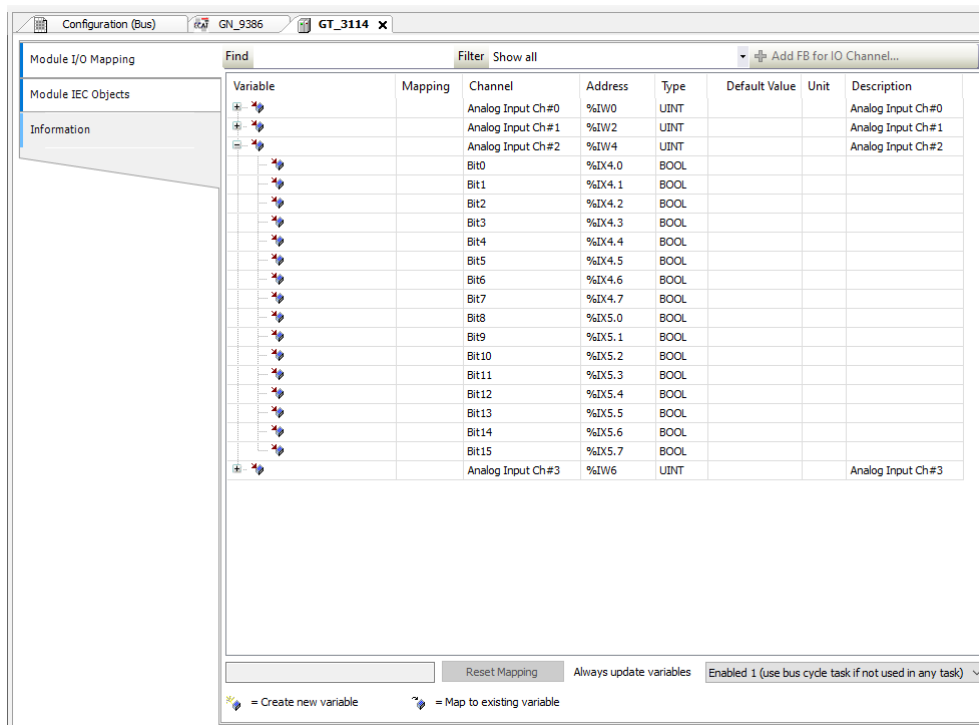 Configuration (Bus) GN_9386 GT_3114
Module I/O Mapping
Module IEC Objects
Information
Find Filter Show all Add FB for IO Channel...
Variable Mapping Channel Address Type Default Value Unit Description
Analog Input Ch#0 %IW0 UINT Analog Input Ch#0
Analog Input Ch#1 %IW2 UINT Analog Input Ch#1
Analog Input Ch#2 %IW4 UINT Analog Input Ch#2
Bit0 %IX4.0 BOOL
Bit1 %IX4.1 BOOL
Bit2 %IX4.2 BOOL
Bit3 %IX4.3 BOOL
Bit4 %IX4.4 BOOL
Bit5 %IX4.5 BOOL
Bit6 %IX4.6 BOOL
Bit7 %IX4.7 BOOL
Bit8 %IX5.0 BOOL
Bit9 %IX5.1 BOOL
Bit10 %IX5.2 BOOL
Bit11 %IX5.3 BOOL
Bit12 %IX5.4 BOOL
Bit13 %IX5.5 BOOL
Bit14 %IX5.6 BOOL
Bit15 %IX5.7 BOOL
Analog Input Ch#3 %IW6 UINT Analog Input Ch#3
Reset Mapping Always update variables Enabled 1 (use bus cycle task if not used in any task)
= Create new variable = Map to existing variable